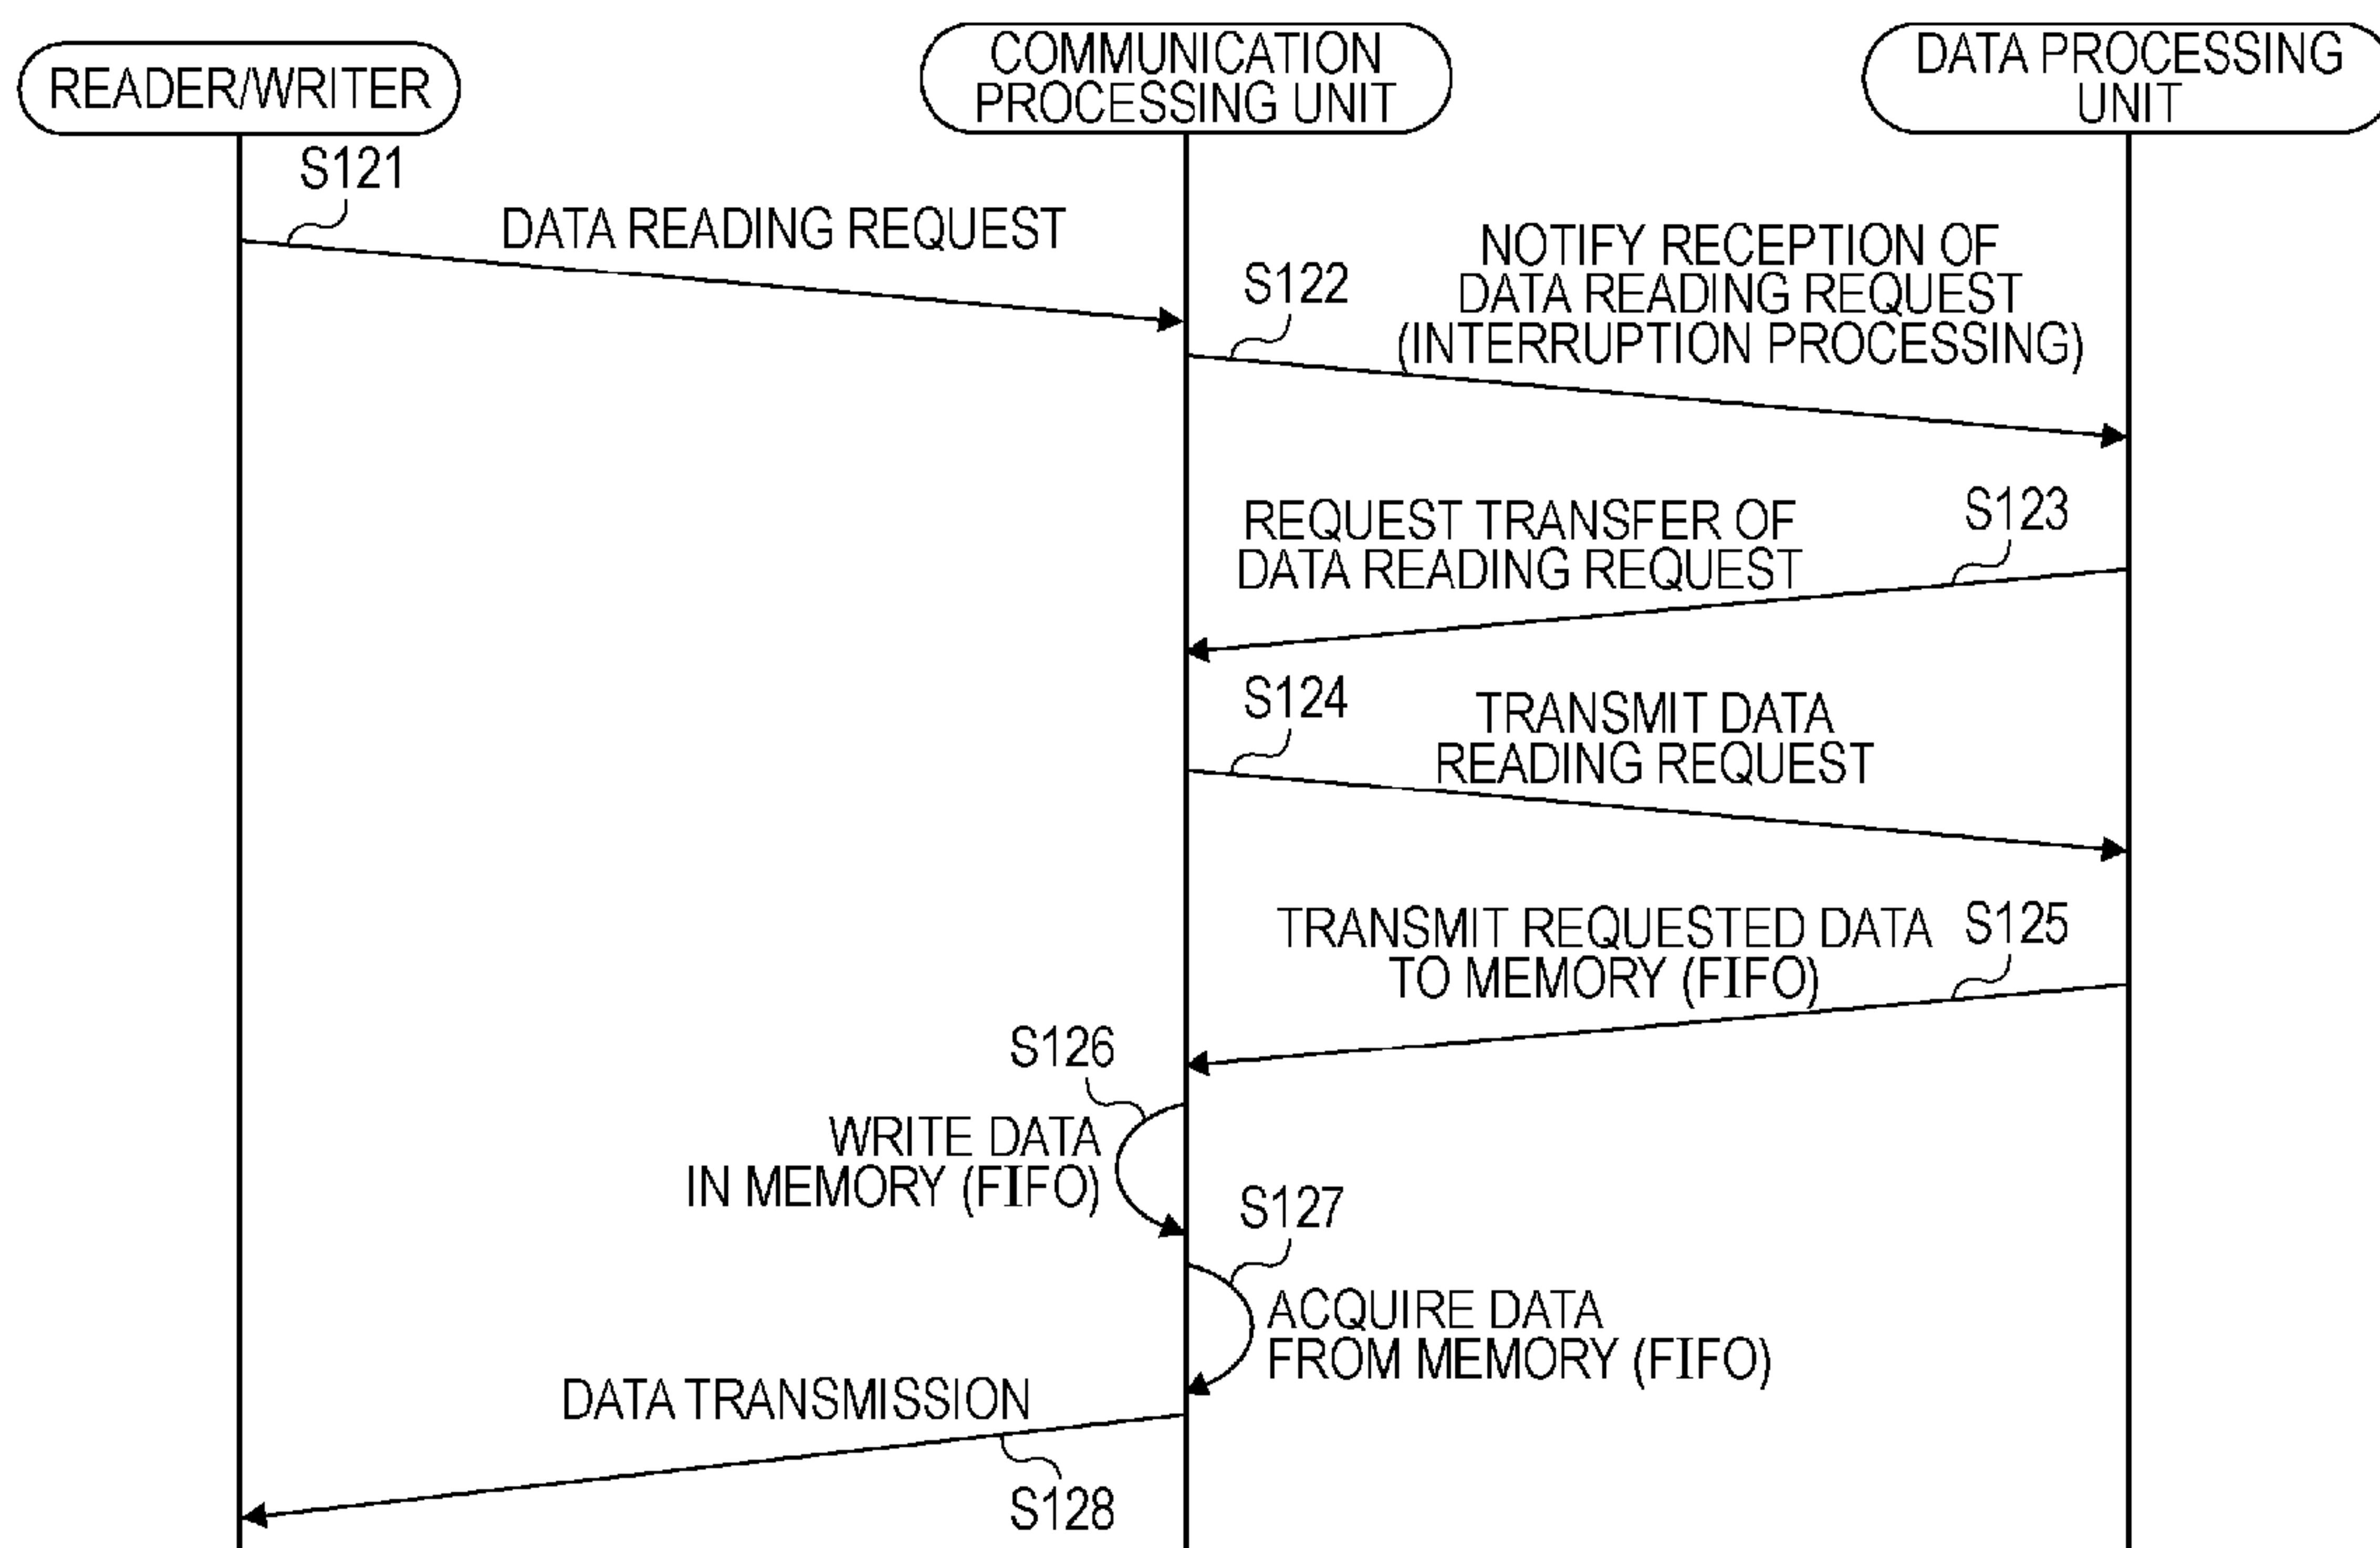 READER/WRITER
COMMUNICATION
PROCESSING UNIT
DATA PROCESSING
UNIT
S121
DATA READING REQUEST
S122
NOTIFY RECEPTION OF
DATA READING REQUEST
(INTERRUPTION PROCESSING)
S123
REQUEST TRANSFER OF
DATA READING REQUEST
S124
TRANSMIT DATA
READING REQUEST
TRANSMIT REQUESTED DATA
TO MEMORY (FIFO)
S125
S126
WRITE DATA
IN MEMORY (FIFO)
S127
ACQUIRE DATA
FROM MEMORY (FIFO)
DATA TRANSMISSION
S128